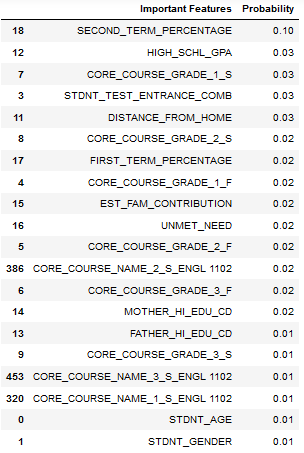 Important Features Probability
18 SECOND_TERM_PERCENTAGE 0.10
12 HIGH_SCHL_GPA 0.03
7 CORE_COURSE_GRADE_1_S 0.03
3 STDNT_TEST_ENTRANCE_COMB 0.03
11 DISTANCE_FROM_HOME 0.03
8 CORE_COURSE_GRADE_2_S 0.02
17 FIRST_TERM_PERCENTAGE 0.02
4 CORE_COURSE_GRADE_1_F 0.02
15 EST_FAM_CONTRIBUTION 0.02
16 UNMET_NEED 0.02
5 CORE_COURSE_GRADE_2_F 0.02
386 CORE_COURSE_NAME_2_S_ENGL 1102 0.02
6 CORE_COURSE_GRADE_3_F 0.02
14 MOTHER_HI_EDU_CD 0.02
13 FATHER_HI_EDU_CD 0.01
9 CORE_COURSE_GRADE_3_S 0.01
453 CORE_COURSE_NAME_3_S_ENGL 1102 0.01
320 CORE_COURSE_NAME_1_S_ENGL 1102 0.01
0 STDNT_AGE 0.01
1 STDNT_GENDER 0.01